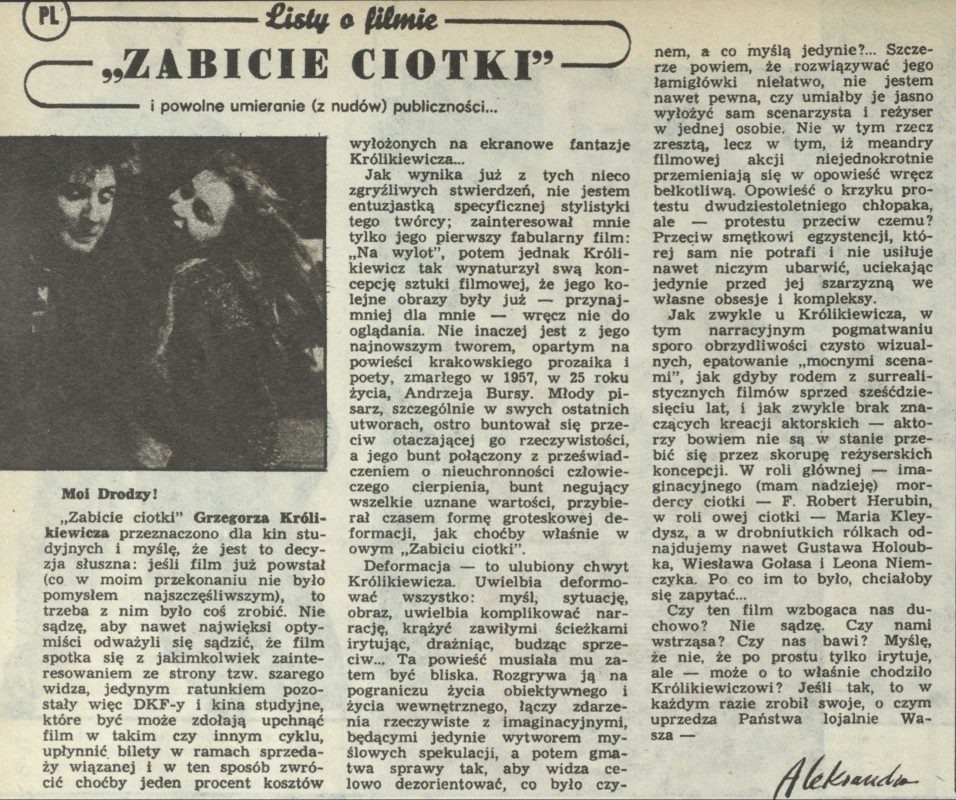 PL
Listy o filmie
„ZABICIE CIOTKI”
i powolne umieranie (z nudów) publiczności...
Moi Drodzy!
„Zabicie ciotki” Grzegorza Króli-
kiewicza przeznaczono dla kin stu-
dyjnych i myślę, że jest to decy-
zja słuszna: jeśli film już powstał
(co w moim przekonaniu nie było
pomysłem najszczęśliwszym), to
trzeba z nim było coś zrobić. Nie
sądzę, aby nawet najwięksi opty-
miści odważyli się sądzić, że film
spotka się z jakimkolwiek zainte-
resowaniem ze strony tzw. szarego
widza, jedynym ratunkiem pozo-
stały więc DKF-y i kina studyjne,
które być może zdołają upchnąć
film w takim czy innym cyklu,
upłynnić bilety w ramach sprzeda-
ży wiązanej i w ten sposób zwró-
cić choćby jeden procent kosztów
wyłożonych na ekranowe fantazje
Królikiewicza...
Jak wynika już z tych nieco
zgryźliwych stwierdzeń, nie jestem
entuzjastką specyficznej stylistyki
tego twórcy; zainteresował mnie
tylko jego pierwszy fabularny film:
„Na wylot”, potem jednak Króli-
kiewicz tak wynaturzył swą kon-
cepcję sztuki filmowej, że jego ko-
lejne obrazy były już — przynaj-
mniej dla mnie — wręcz nie do
oglądania. Nie inaczej jest z jego
najnowszym tworem, opartym na
powieści krakowskiego prozaika i
poety, zmarłego w 1957, w 25 roku
życia, Andrzeja Bursy. Młody pi-
sarz, szczególnie w swych ostatnich
utworach, ostro buntował się prze-
ciw otaczającej go rzeczywistości,
a jego bunt połączony z przeświad-
czeniem o nieuchronności człowie-
czego cierpienia, bunt negujący
wszelkie uznane wartości, przybie-
rał czasem formę groteskowej de-
formacji, jak choćby właśnie w
owym „Zabiciu ciotki”.
Deformacja — to ulubiony chwyt
Królikiewicza. Uwielbia deformo-
wać wszystko: myśl, sytuację,
obraz, uwielbia komplikować nar-
rację, krążyć zawiłymi ścieżkami
irytując, drażniąc, budząc sprze-
ciw... Ta powieść musiała mu za-
tem być bliska. Rozgrywa ją na
pograniczu życia obiektywnego i
życia wewnętrznego, łączy zdarze-
nia rzeczywiste z imaginacyjnymi,
będącymi jedynie wytworem my-
ślowych spekulacji, a potem gma-
twa sprawy tak, aby widza ce-
lowo dezorientować, co było czy-
nem, a co myślą jedynie?... Szcze-
rze powiem, że rozwiązywać jego
łamigłówki niełatwo, nie jestem
nawet pewna, czy umiałby je jasno
wyłożyć sam scenarzysta i reżyser
w jednej osobie. Nie w tym rzecz
zresztą, lecz w tym, iż meandry
filmowej akcji niejednokrotnie
przemieniają się w opowieść wręcz
bełkotliwą. Opowieść o krzyku pro-
testu dwudziestoletniego chłopaka,
ale — protestu przeciw czemu?
Przeciw smętkowi egzystencji, któ-
rej sam nie potrafi i nie usiłuje
nawet niczym ubarwić, uciekając
jedynie przed jej szarzyzną we
własne obsesje i kompleksy.
Jak zwykle u Królikiewicza, w
tym narracyjnym pogmatwaniu
sporo obrzydliwości czysto wizual-
nych, epatowanie „mocnymi scena-
mi”, jak gdyby rodem z surreali-
stycznych filmów sprzed sześćdzie-
sięciu lat, i jak zwykle brak zna-
czących kreacji aktorskich — akto-
rzy bowiem nie są w stanie prze-
bić się przez skorupę reżyserskich
koncepcji. W roli głównej — ima-
ginacyjnego (mam nadzieję) mor-
dercy ciotki — F. Robert Herubin,
w roli owej ciotki — Maria Kley-
dysz, a w drobniutkich rólkach od-
najdujemy nawet Gustawa Holoub-
ka, Wiesława Gołasa i Leona Niem-
czyka. Po co im to było, chciałoby
się zapytać...
Czy ten film wzbogaca nas du-
chowo? Nie sądzę. Czy nami
wstrząsa? Czy nas bawi? Myślę,
że nie, że po prostu tylko irytuje,
ale — może o to właśnie chodziło
Królikiewiczowi? Jeśli tak, to w
każdym razie zrobił swoje, o czym
uprzedza Państwa lojalnie Wa-
sza —
Aleksandra